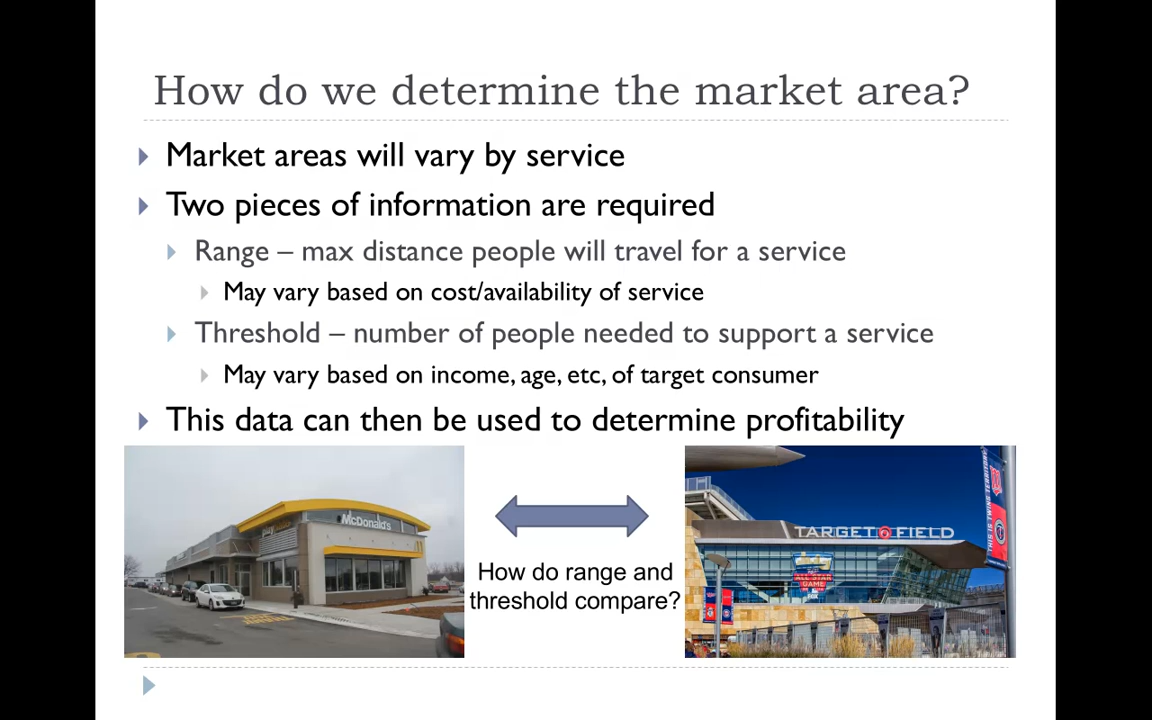 How do we determine the market area?
Market areas will vary by service
Two pieces of information are required
Range – max distance people will travel for a service
May vary based on cost/availability of service
Threshold – number of people needed to support a service
May vary based on income, age, etc, of target consumer
This data can then be used to determine profitability
McDonald's
How do range and
threshold compare?
TARGET FIELD
ALL STAR
GAME
THIS IS TWINS TERRITORY